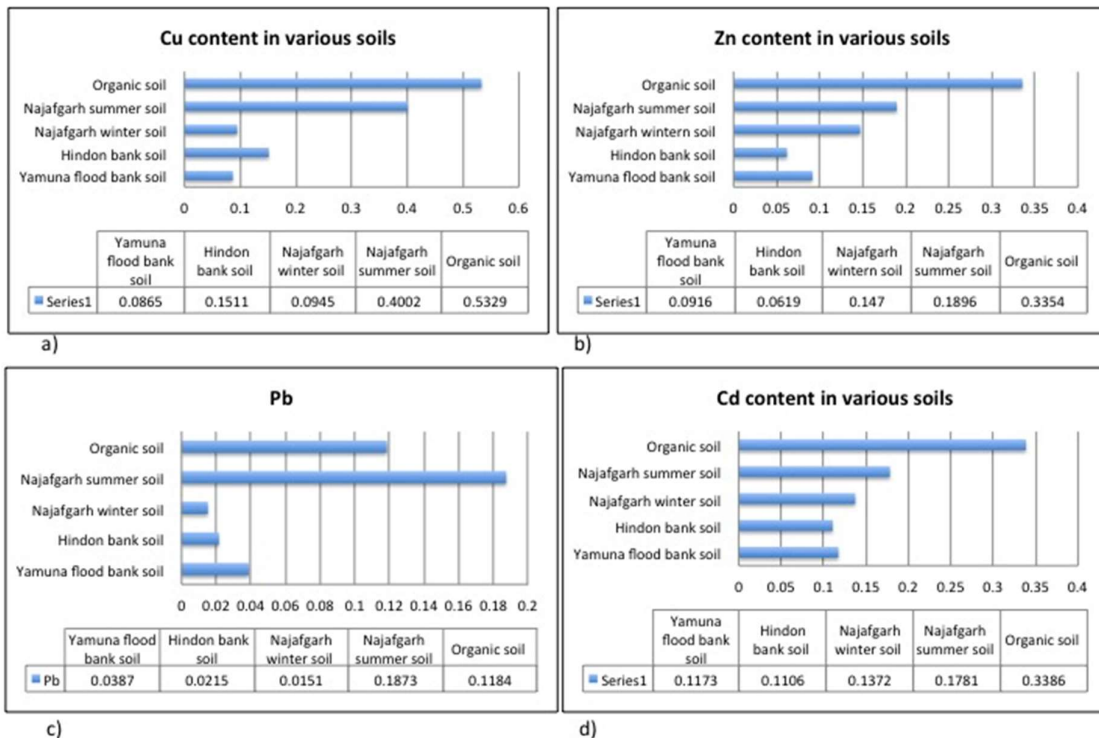 Cu content in various soils
Organic soil
Najafgarh summer soil
Najafgarh winter soil
Hindon bank soil
Yamuna flood bank soil
0 0.1 0.2 0.3 0.4 0.5 0.6
Yamuna flood bank soil Hindon bank soil Najafgarh winter soil Najafgarh summer soil Organic soil
Series1 0.0865 0.1511 0.0945 0.4002 0.5329
a)
Zn content in various soils
Organic soil
Najafgarh summer soil
Najafgarh wintern soil
Hindon bank soil
Yamuna flood bank soil
0 0.05 0.1 0.15 0.2 0.25 0.3 0.35 0.4
Yamuna flood bank soil Hindon bank soil Najafgarh wintern soil Najafgarh summer soil Organic soil
Series1 0.0916 0.0619 0.147 0.1896 0.3354
b)
Pb
Organic soil
Najafgarh summer soil
Najafgarh winter soil
Hindon bank soil
Yamuna flood bank soil
0 0.02 0.04 0.06 0.08 0.1 0.12 0.14 0.16 0.18 0.2
Yamuna flood bank soil Hindon bank soil Najafgarh winter soil Najafgarh summer soil Organic soil
Pb 0.0387 0.0215 0.0151 0.1873 0.1184
c)
Cd content in various soils
Organic soil
Najafgarh summer soil
Najafgarh winter soil
Hindon bank soil
Yamuna flood bank soil
0 0.05 0.1 0.15 0.2 0.25 0.3 0.35 0.4
Yamuna flood bank soil Hindon bank soil Najafgarh winter soil Najafgarh summer soil Organic soil
Series1 0.1173 0.1106 0.1372 0.1781 0.3386
d)